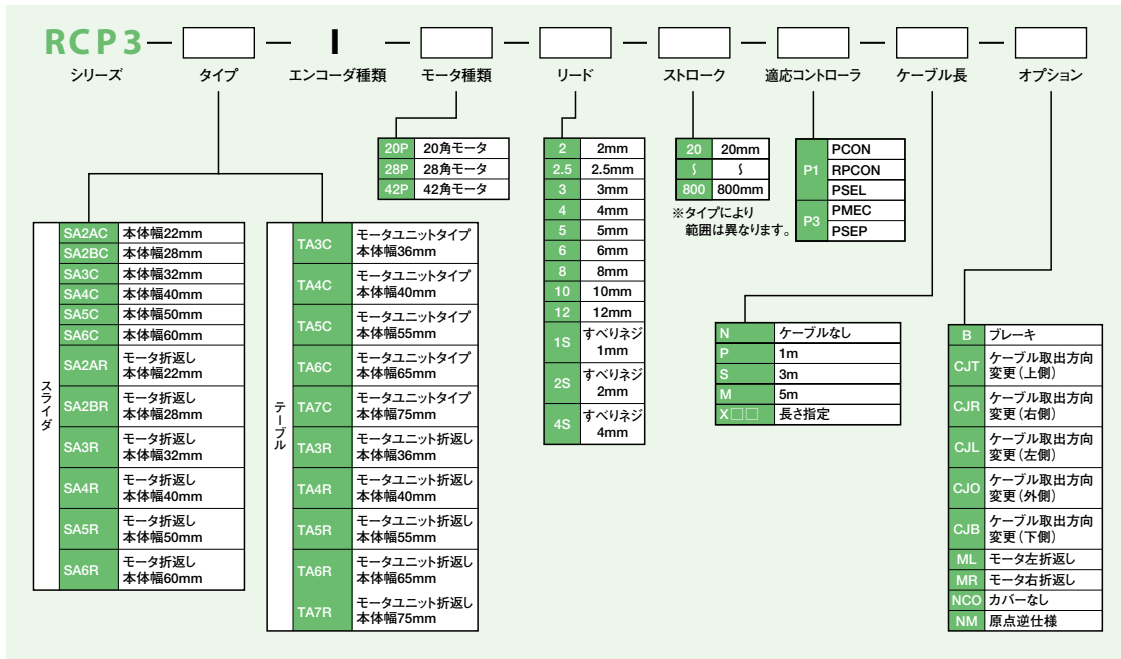 RCP3 — □ — I — □ — □ — □ — □ — □ — □
シリーズ タイプ エンコーダ種類 モータ種類 リード ストローク 適応コントローラ ケーブル長 オプション
スライダ
SA2AC 本体幅22mm
SA2BC 本体幅28mm
SA3C 本体幅32mm
SA4C 本体幅40mm
SA5C 本体幅50mm
SA6C 本体幅60mm
SA2AR モータ折返し
本体幅22mm
SA2BR モータ折返し
本体幅28mm
SA3R モータ折返し
本体幅32mm
SA4R モータ折返し
本体幅40mm
SA5R モータ折返し
本体幅50mm
SA6R モータ折返し
本体幅60mm
テーブル
TA3C モータユニットタイプ
本体幅36mm
TA4C モータユニットタイプ
本体幅40mm
TA5C モータユニットタイプ
本体幅55mm
TA6C モータユニットタイプ
本体幅65mm
TA7C モータユニットタイプ
本体幅75mm
TA3R モータユニット折返し
本体幅36mm
TA4R モータユニット折返し
本体幅40mm
TA5R モータユニット折返し
本体幅55mm
TA6R モータユニット折返し
本体幅65mm
TA7R モータユニット折返し
本体幅75mm
20P 20角モータ
28P 28角モータ
42P 42角モータ
2 2mm
2.5 2.5mm
3 3mm
4 4mm
5 5mm
6 6mm
8 8mm
10 10mm
12 12mm
1S すべりネジ
1mm
2S すべりネジ
2mm
4S すべりネジ
4mm
20 20mm
〜 〜
800 800mm
※タイプにより
範囲は異なります。
P1 PCON
RPCON
PSEL
P3 PMEC
PSEP
N ケーブルなし
P 1m
S 3m
M 5m
X□□ 長さ指定
B ブレーキ
CJT ケーブル取出方向
変更（上側）
CJR ケーブル取出方向
変更（右側）
CJL ケーブル取出方向
変更（左側）
CJO ケーブル取出方向
変更（外側）
CJB ケーブル取出方向
変更（下側）
ML モータ左折返し
MR モータ右折返し
NCO カバーなし
NM 原点逆仕様